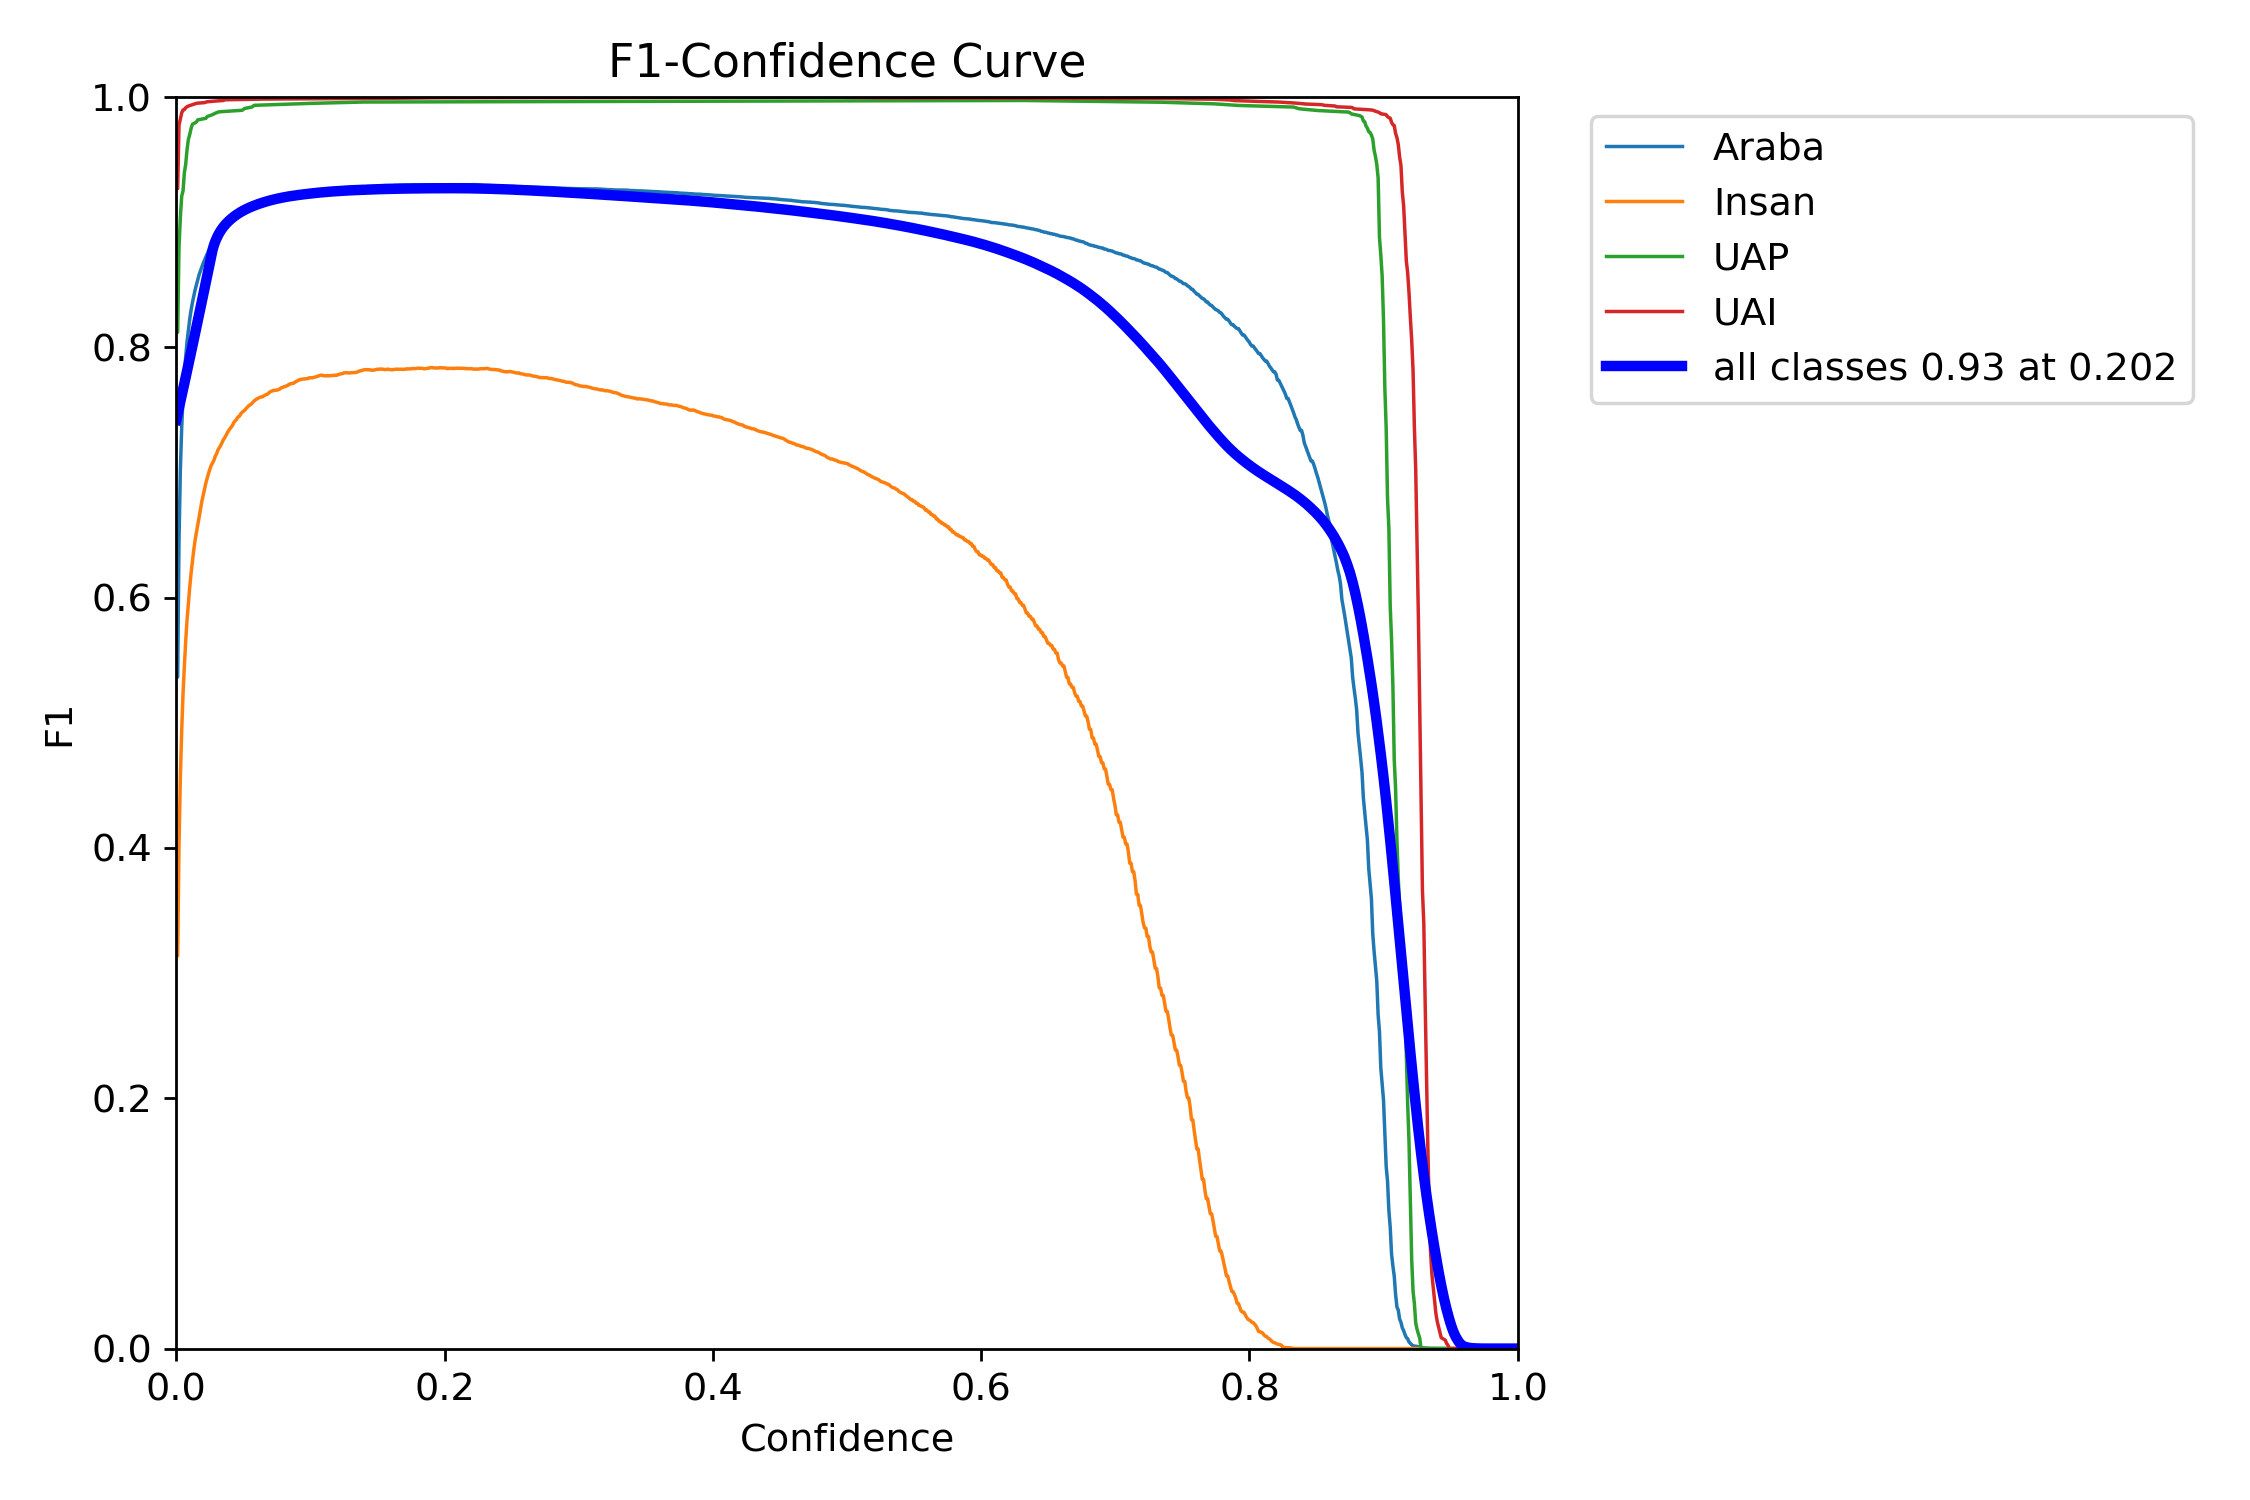 F1-Confidence Curve
1.0
0.8
0.6
0.4
0.2
0.0
F1
0.0 0.2 0.4 0.6 0.8 1.0
Confidence
Araba
Insan
UAP
UAI
all classes 0.93 at 0.202